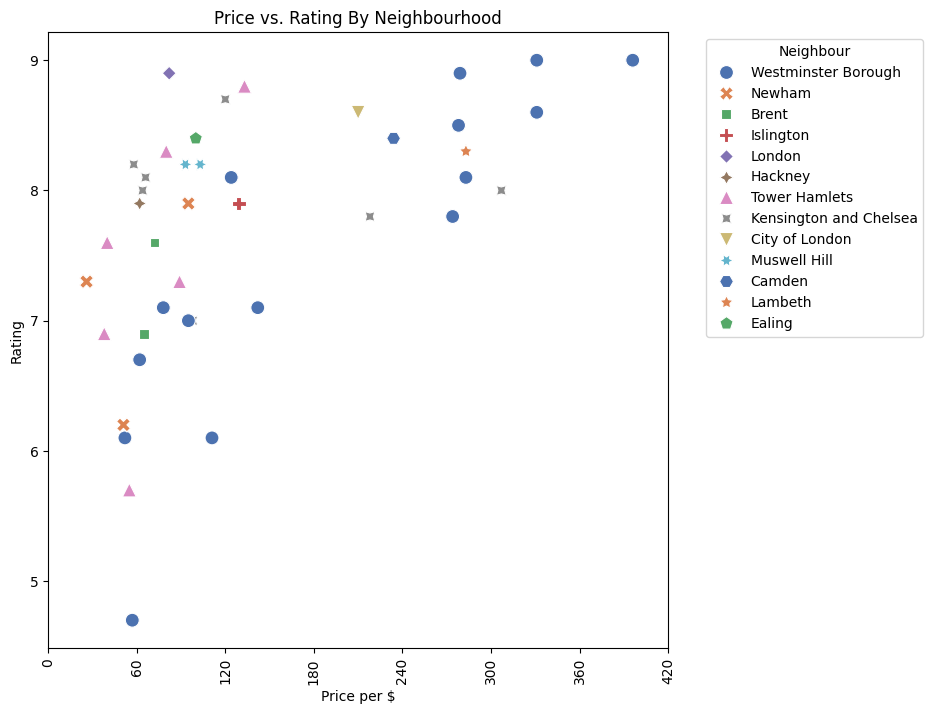 Price vs. Rating By Neighbourhood
Neighbour
Westminster Borough
Newham
Brent
Islington
London
Hackney
Tower Hamlets
Kensington and Chelsea
City of London
Muswell Hill
Camden
Lambeth
Ealing
Rating
9
8
7
6
5
0
60
120
180
240
300
360
420
Price per $